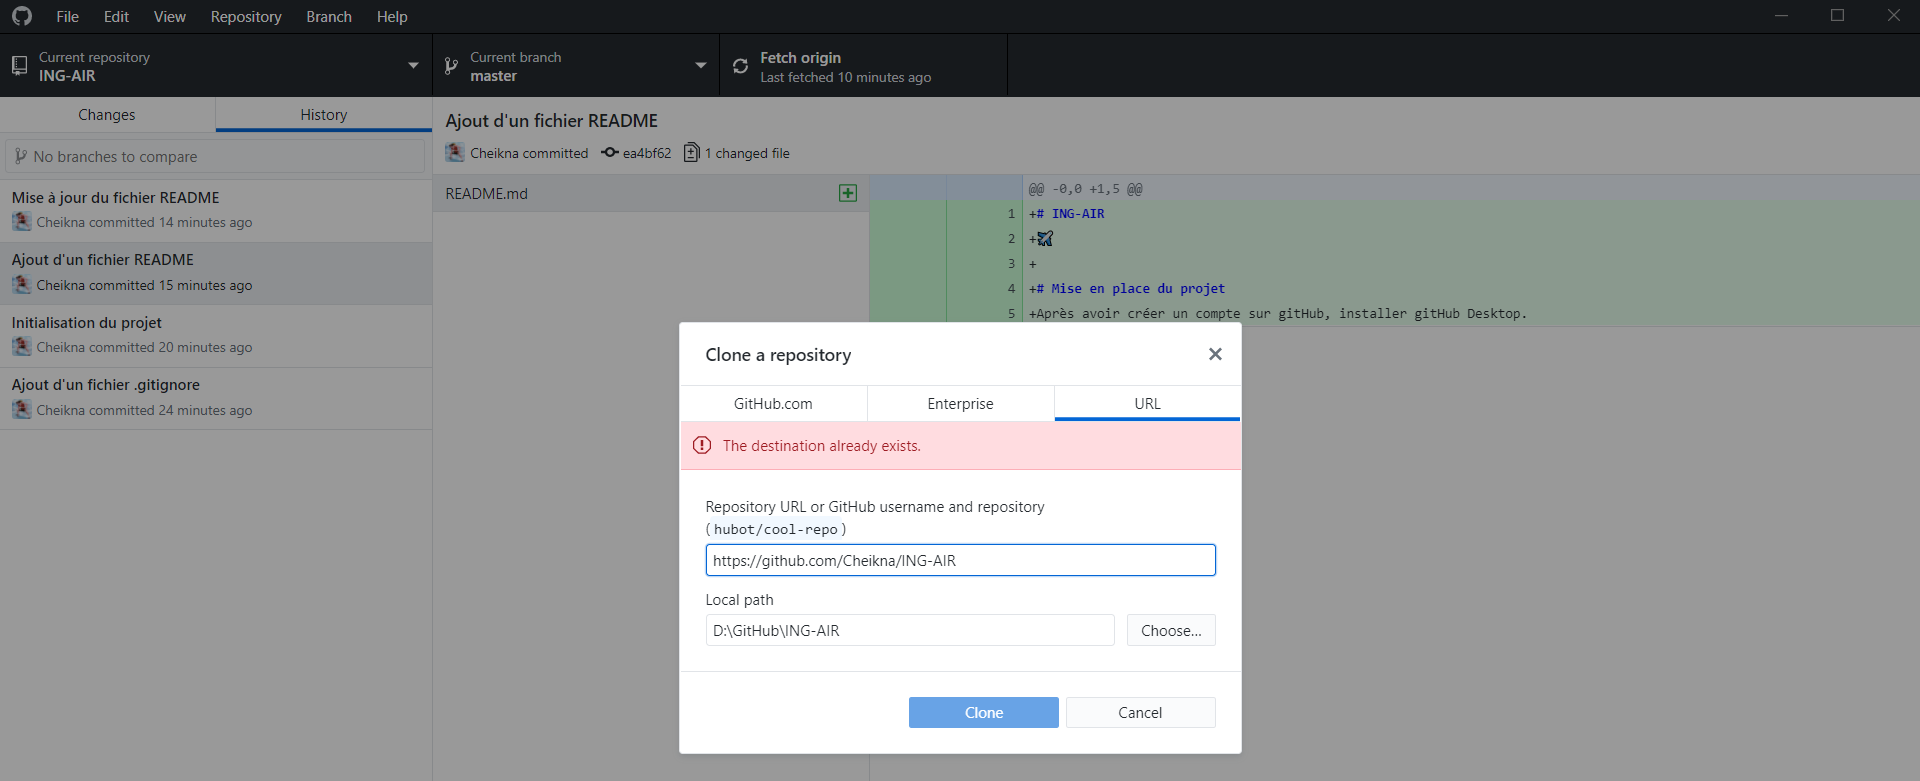 File Edit View Repository Branch Help
Current repository
ING-AIR
Current branch
master
Fetch origin
Last fetched 10 minutes ago
Changes
History
No branches to compare
Mise à jour du fichier README
Cheikna committed 14 minutes ago
Ajout d'un fichier README
Cheikna committed 15 minutes ago
Initialisation du projet
Cheikna committed 20 minutes ago
Ajout d'un fichier .gitignore
Cheikna committed 24 minutes ago
Ajout d'un fichier README
Cheikna committed ea4bf62 1 changed file
README.md
@@ -0,0 +1,5 @@
1 +# ING-AIR
2 +✈
3 +
4 +# Mise en place du projet
5 +Après avoir créer un compte sur gitHub, installer gitHub Desktop.
Clone a repository
GitHub.com Enterprise URL
The destination already exists.
Repository URL or GitHub username and repository
(hubot/cool-repo)
https://github.com/Cheikna/ING-AIR
Local path
D:\GitHub\ING-AIR
Choose...
Clone
Cancel